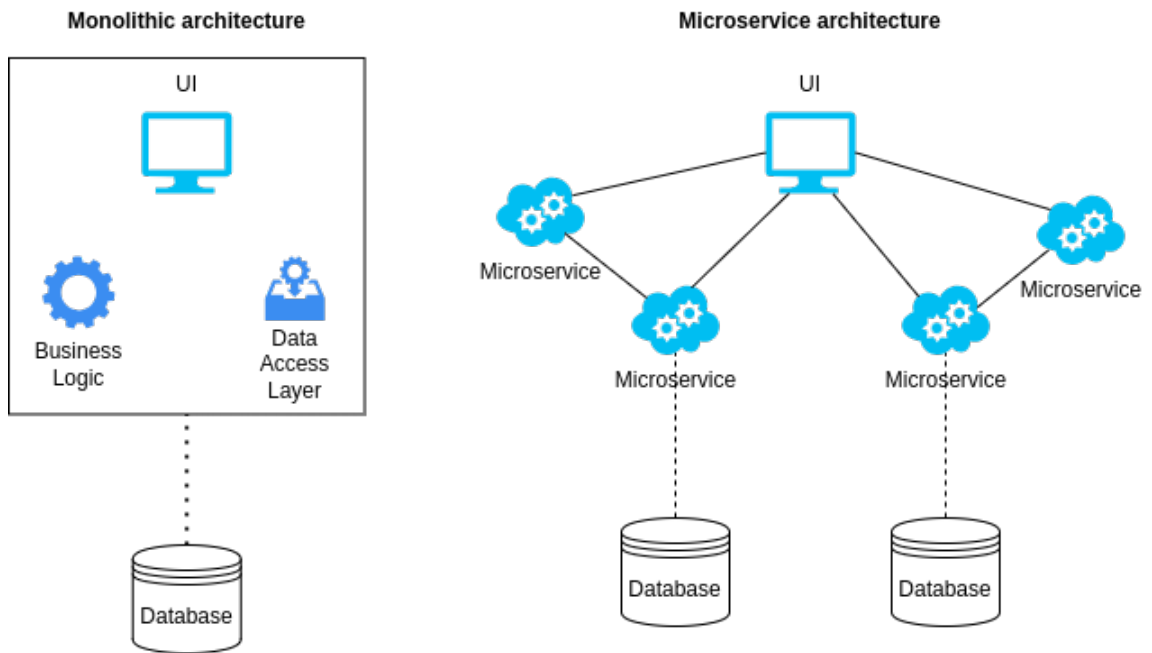 Monolithic architecture
UI
Business
Logic
Data
Access
Layer
Database
Microservice architecture
UI
Microservice
Microservice
Microservice
Microservice
Database
Database